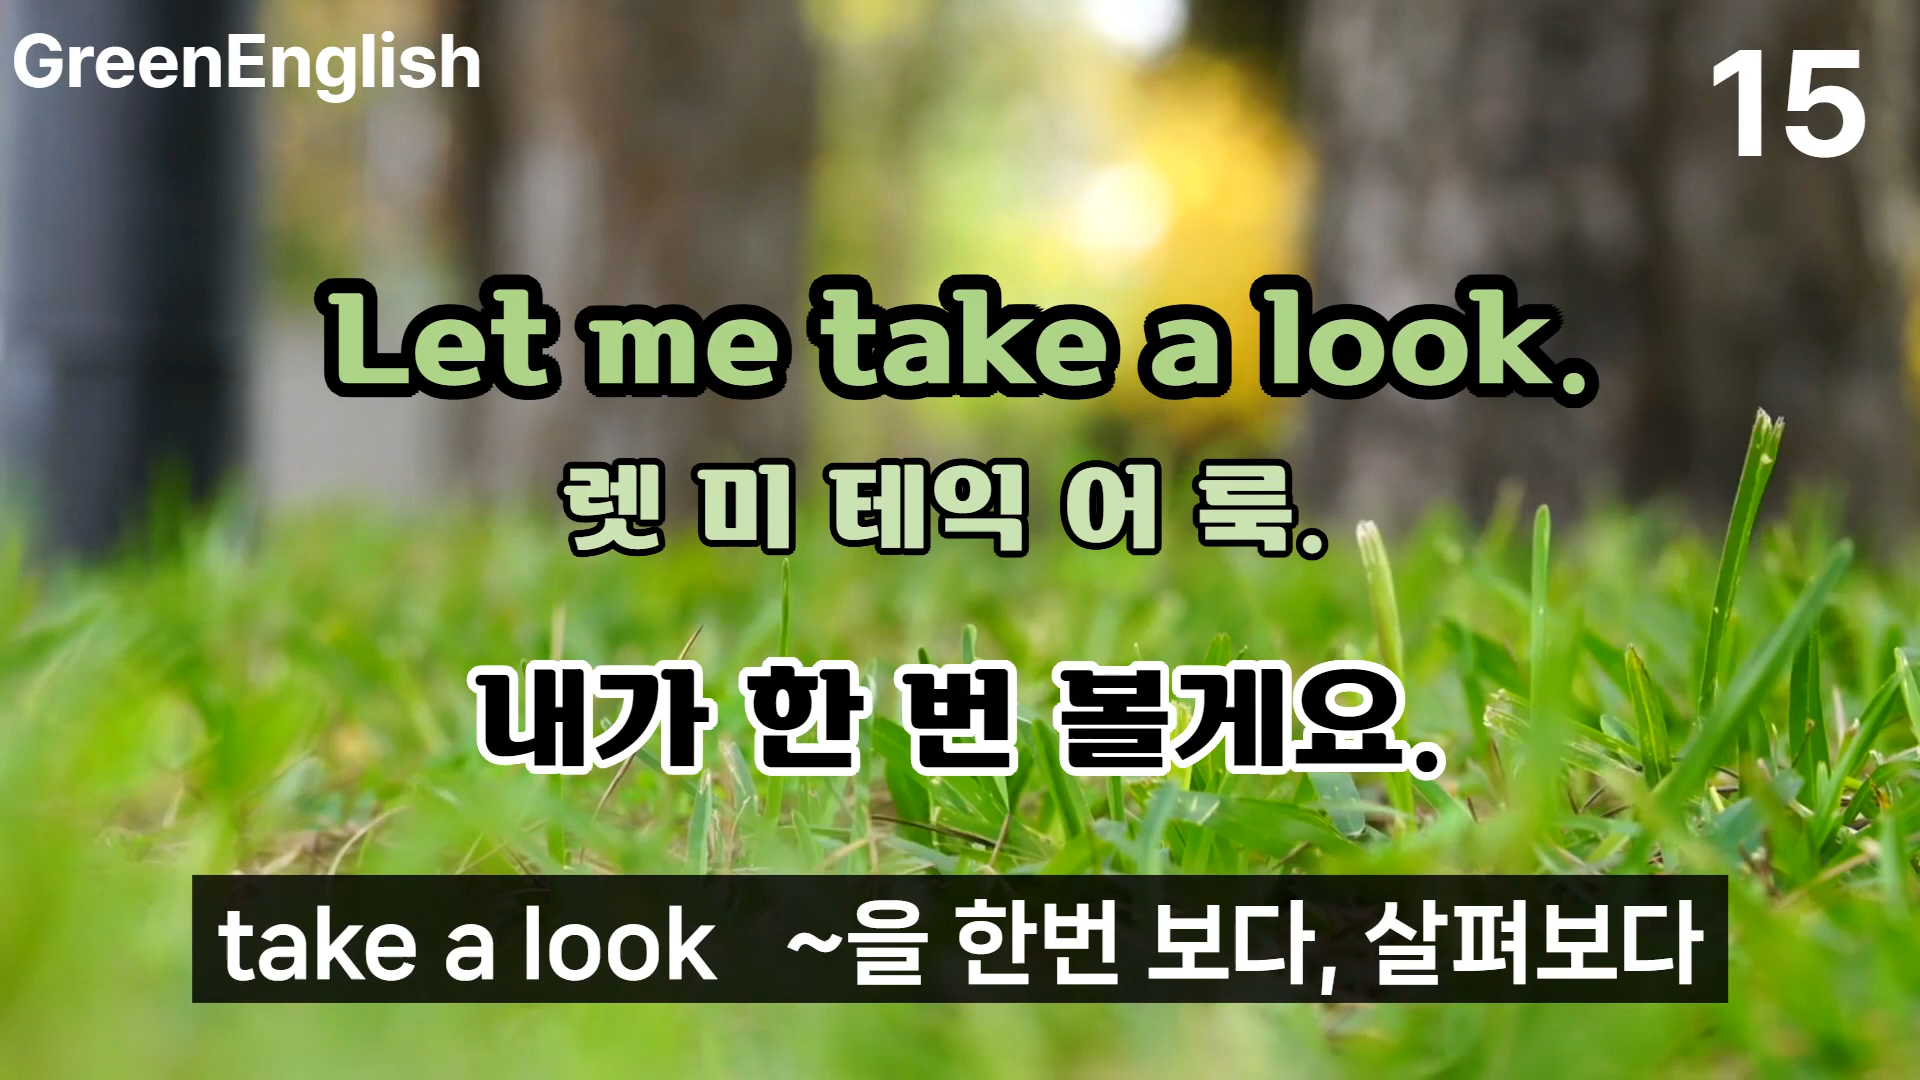 GreenEnglish
15
Let me take a look.
렛 미 테익 어 룩.
내가 한 번 볼게요.
take a look ~을 한번 보다, 살펴보다